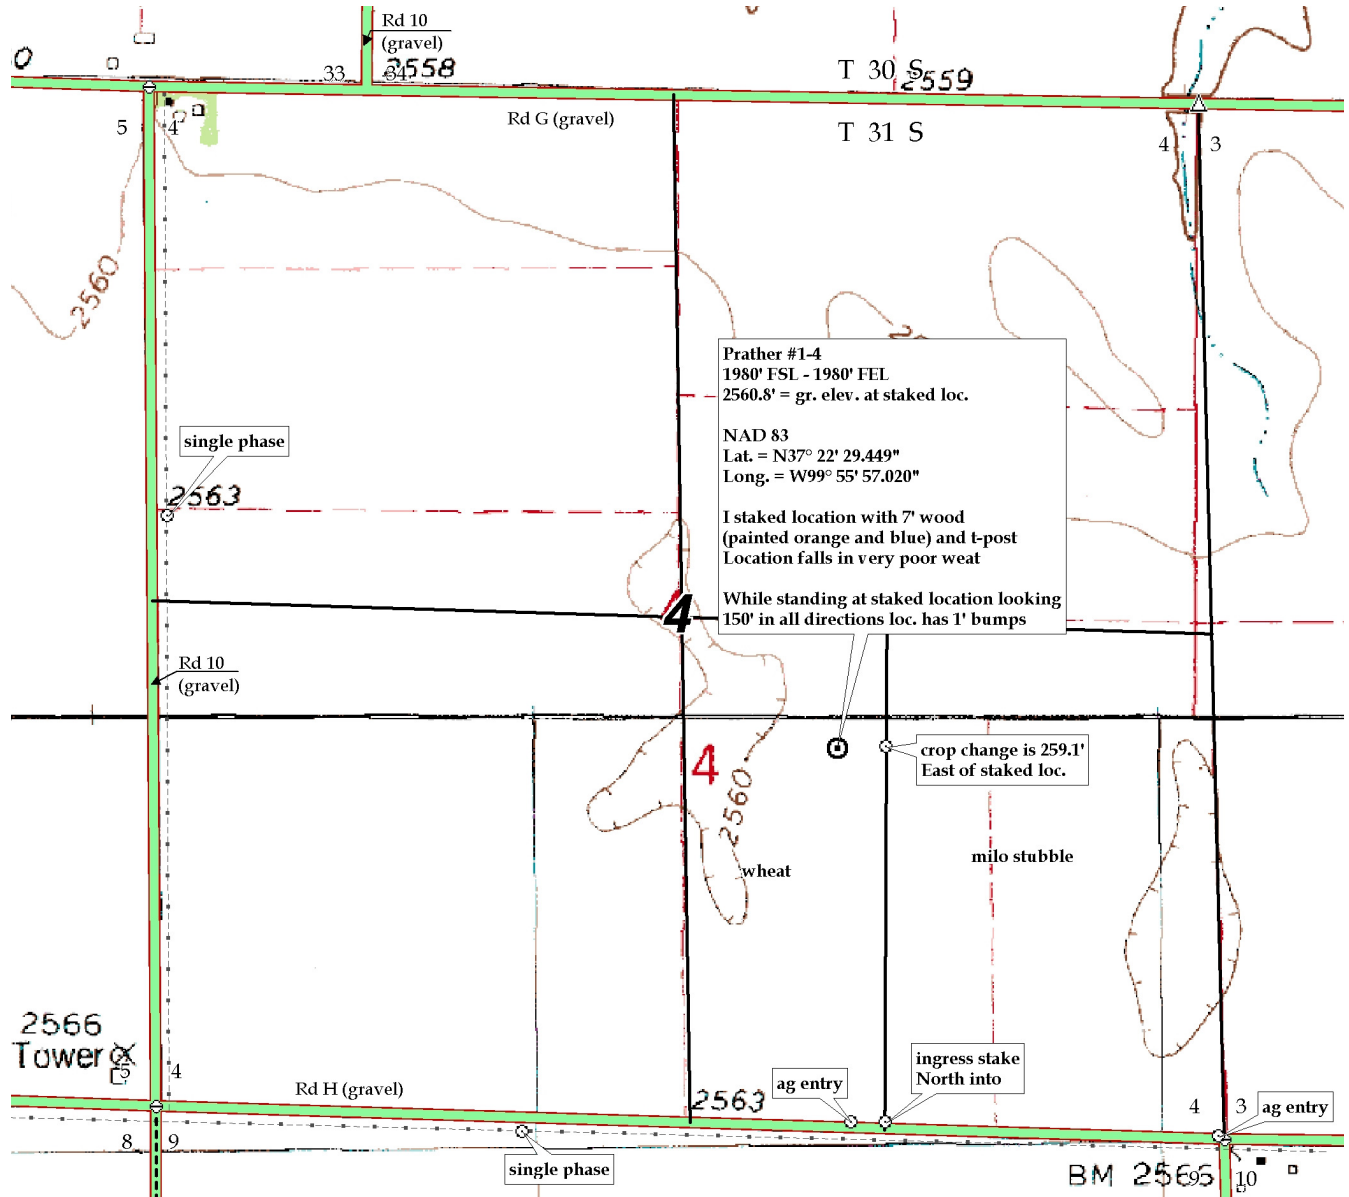 Rd 10
(gravel)
33
34
2558
T 30 S
2559
5
4
Rd G (gravel)
T 31 S
4
3
2560
Prather #1-4
1980' FSL - 1980' FEL
2560.8' = gr. elev. at staked loc.
NAD 83
Lat. = N37° 22' 29.449"
Long. = W99° 55' 57.020"
I staked location with 7' wood
(painted orange and blue) and t-post
Location falls in very poor weat
While standing at staked location looking
150' in all directions loc. has 1' bumps
single phase
2563
4
Rd 10
(gravel)
4
2560
crop change is 259.1'
East of staked loc.
wheat
milo stubble
2566
Tower
5
4
Rd H (gravel)
2563
ag entry
ingress stake
North into
4
3
ag entry
8
9
single phase
BM 2565
9
10